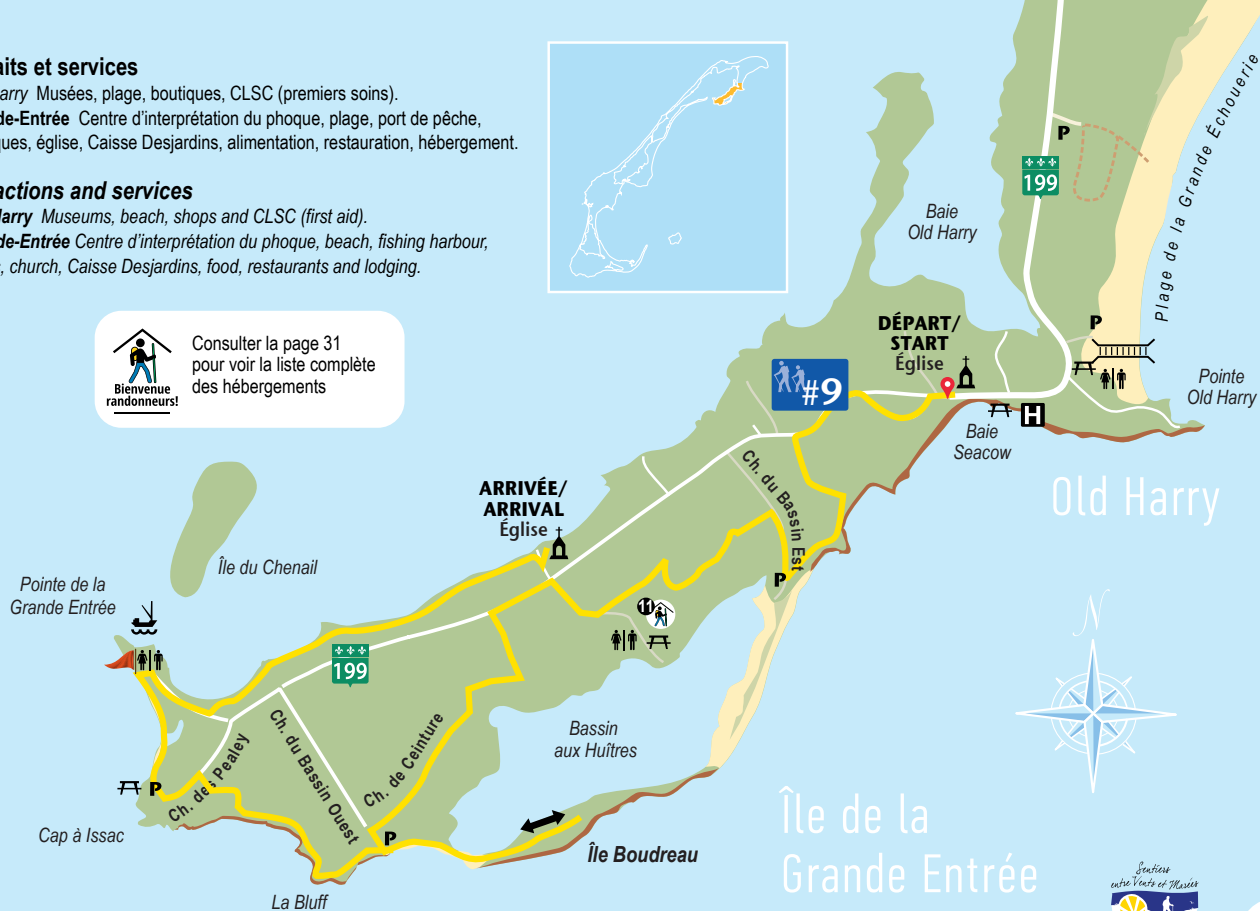 aits et services
arry Musées, plage, boutiques, CLSC (premiers soins).
de-Entrée Centre d'interprétation du phoque, plage, port de pêche,
ques, église, Caisse Desjardins, alimentation, restauration, hébergement.
actions and services
Harry Museums, beach, shops and CLSC (first aid).
de-Entrée Centre d'interprétation du phoque, beach, fishing harbour,
, church, Caisse Desjardins, food, restaurants and lodging.
Bienvenue
randonneurs!
Consulter la page 31
pour voir la liste complète
des hébergements
P
199
Plage de la Grande Échouerie
Baie
Old Harry
DÉPART/
START
Église
P
#9
Pointe
Old Harry
H
Baie
Seacow
Old Harry
Ch. du Bassin Est
P
ARRIVÉE/
ARRIVAL
Église
Île du Chenail
Pointe de la
Grande Entrée
11
199
N
Bassin
aux Huîtres
Ch. des Pealey
Ch. du Bassin Ouest
Ch. de Ceinture
P
P
Cap à Issac
La Bluff
Île Boudreau
Île de la
Grande Entrée
Sentiers
entre Vents et Marées